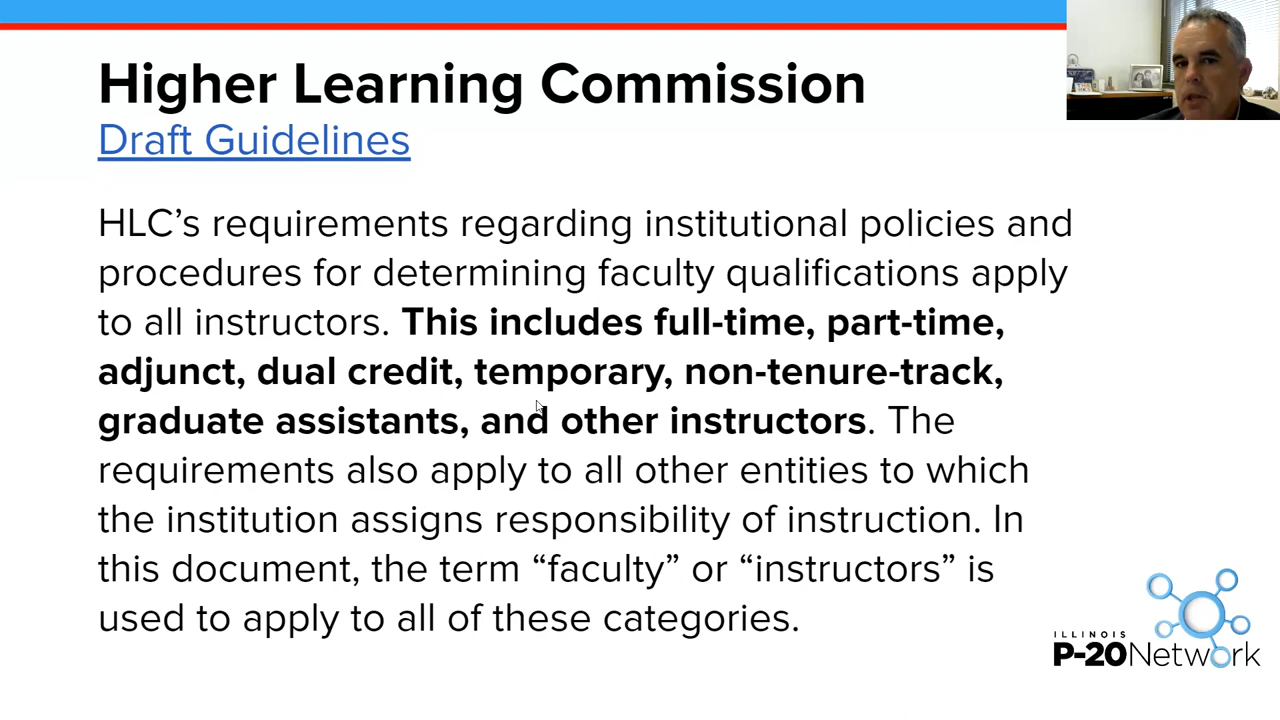 Higher Learning Commission
Draft Guidelines
HLC’s requirements regarding institutional policies and
procedures for determining faculty qualifications apply
to all instructors. This includes full-time, part-time,
adjunct, dual credit, temporary, non-tenure-track,
graduate assistants, and other instructors. The
requirements also apply to all other entities to which
the institution assigns responsibility of instruction. In
this document, the term “faculty” or “instructors” is
used to apply to all of these categories.
ILLINOIS
P-20Network